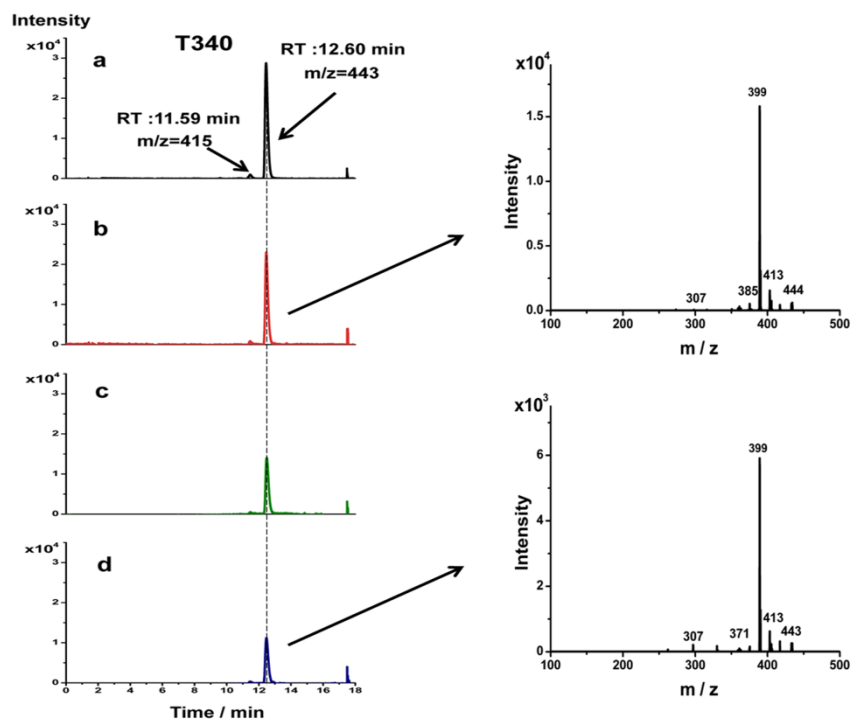 Intensity
x10⁴
T340
a
RT :12.60 min
m/z=443
RT :11.59 min
m/z=415
3
2
1
0
x10⁴
b
3
2
1
0
x10⁴
c
3
2
1
0
x10⁴
d
3
2
1
0
0 2 4 6 8 10 12 14 16 18
Time / min
x10⁴
399
1.5
1.0
0.5
0.0
Intensity
307
385
413
444
100 200 300 400 500
m / z
x10³
399
6
4
2
0
Intensity
307
371
413
443
100 200 300 400 500
m / z